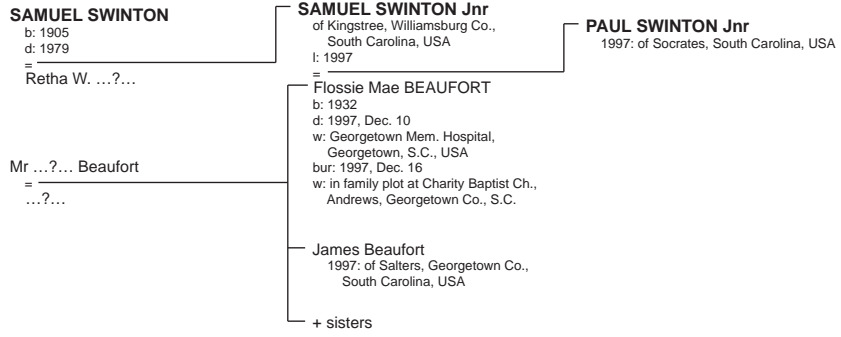 SAMUEL SWINTON
b: 1905
d: 1979
=
Retha W. …?…
Mr …?… Beaufort
=
…?…
SAMUEL SWINTON Jnr
of Kingstree, Williamsburg Co.,
South Carolina, USA
l: 1997
=
Flossie Mae BEAUFORT
b: 1932
d: 1997, Dec. 10
w: Georgetown Mem. Hospital,
Georgetown, S.C., USA
bur: 1997, Dec. 16
w: in family plot at Charity Baptist Ch.,
Andrews, Georgetown Co., S.C.
James Beaufort
1997: of Salters, Georgetown Co.,
South Carolina, USA
+ sisters
PAUL SWINTON Jnr
1997: of Socrates, South Carolina, USA